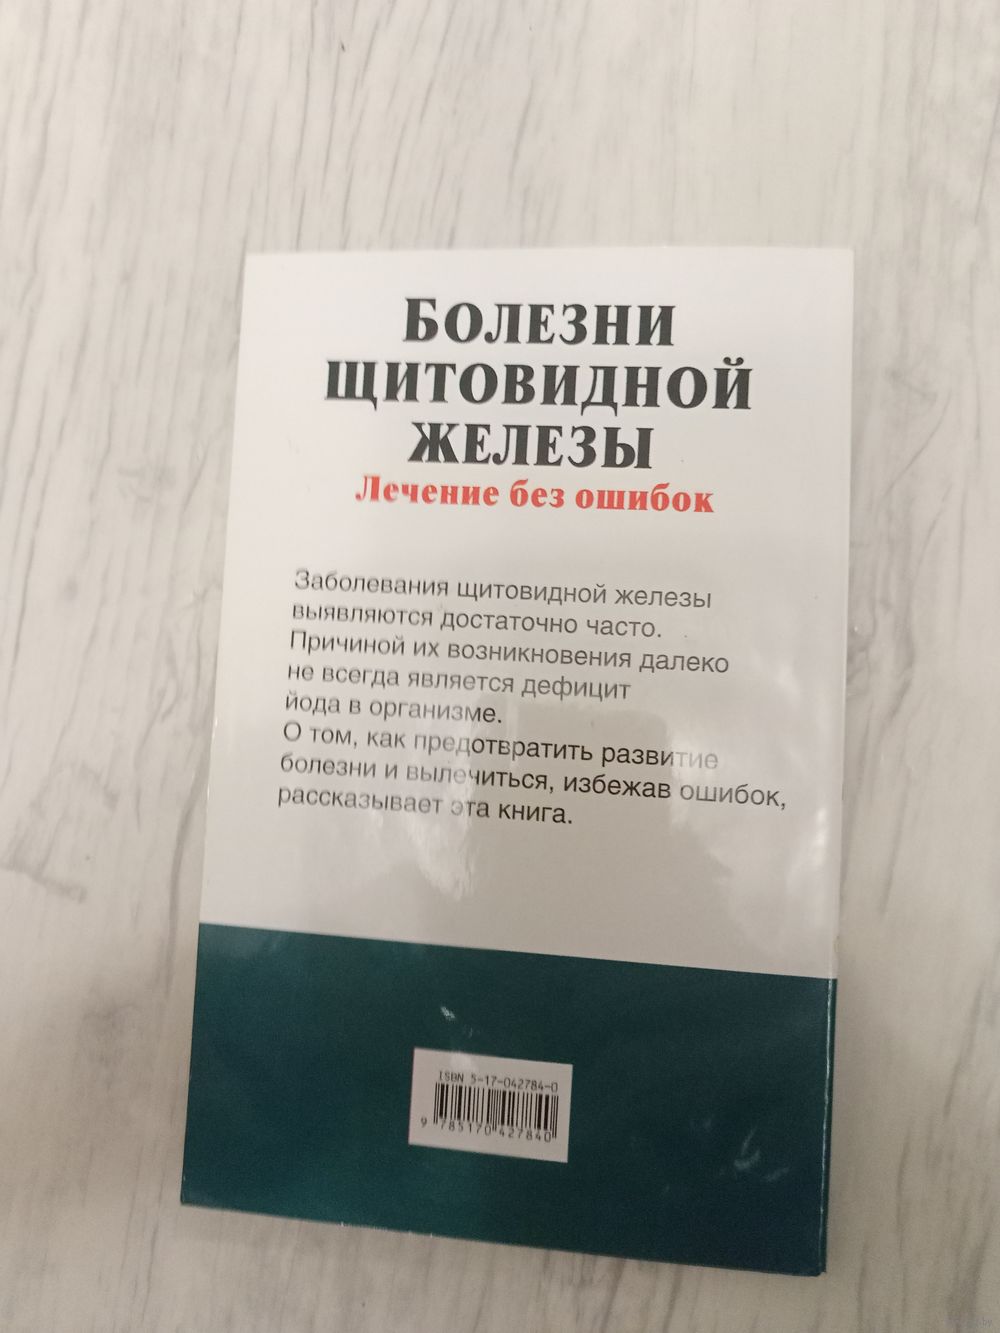 БОЛЕЗНИ
ЩИТОВИДНОЙ
ЖЕЛЕЗЫ
Лечение без ошибок
Заболевания щитовидной железы
выявляются достаточно часто.
Причиной их возникновения далеко
не всегда является дефицит
йода в организме.
О том, как предотвратить развитие
болезни и вылечиться, избежав ошибок,
рассказывает эта книга.
ISBN 5-17-042784-0
9 785170 427840